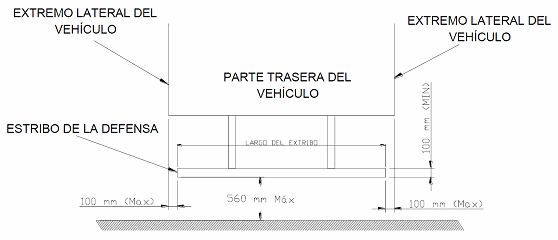 EXTREMO LATERAL DEL
VEHÍCULO
EXTREMO LATERAL DEL
VEHÍCULO
PARTE TRASERA DEL
VEHÍCULO
ESTRIBO DE LA DEFENSA
100 mm (MIN)
LARGO DEL EXTRIBO
100 mm (Max)
560 mm Máx
100 mm (Max)